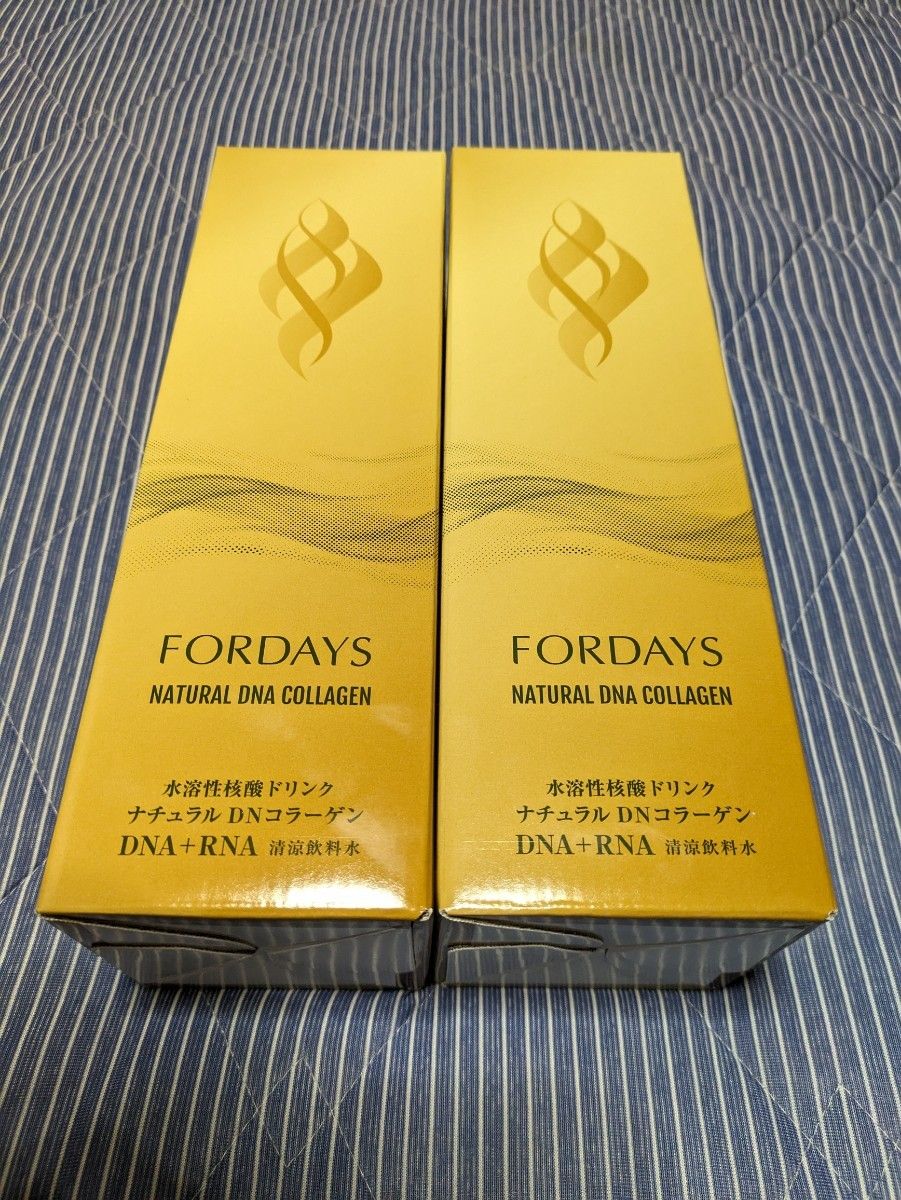 FORDAYS
NATURAL DNA COLLAGEN
水溶性核酸ドリンク
ナチュラル DNコラーゲン
DNA+RNA 清涼飲料水
FORDAYS
NATURAL DNA COLLAGEN
水溶性核酸ドリンク
ナチュラル DNコラーゲン
DNA+RNA 清涼飲料水